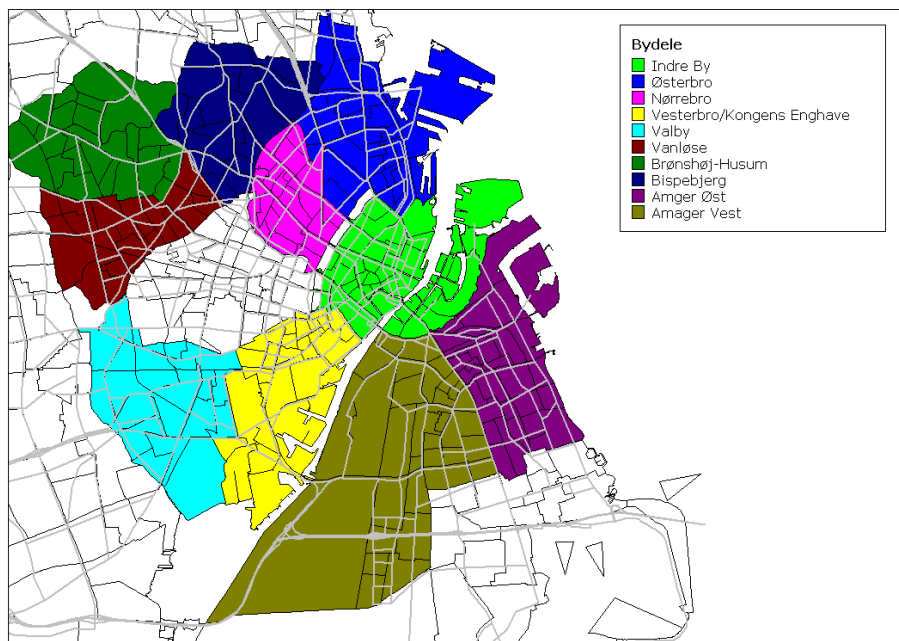 Bydele
Indre By
Østerbro
Nørrebro
Vesterbro/Kongens Enghave
Valby
Vanløse
Brønshøj-Husum
Bispebjerg
Amger Øst
Amager Vest